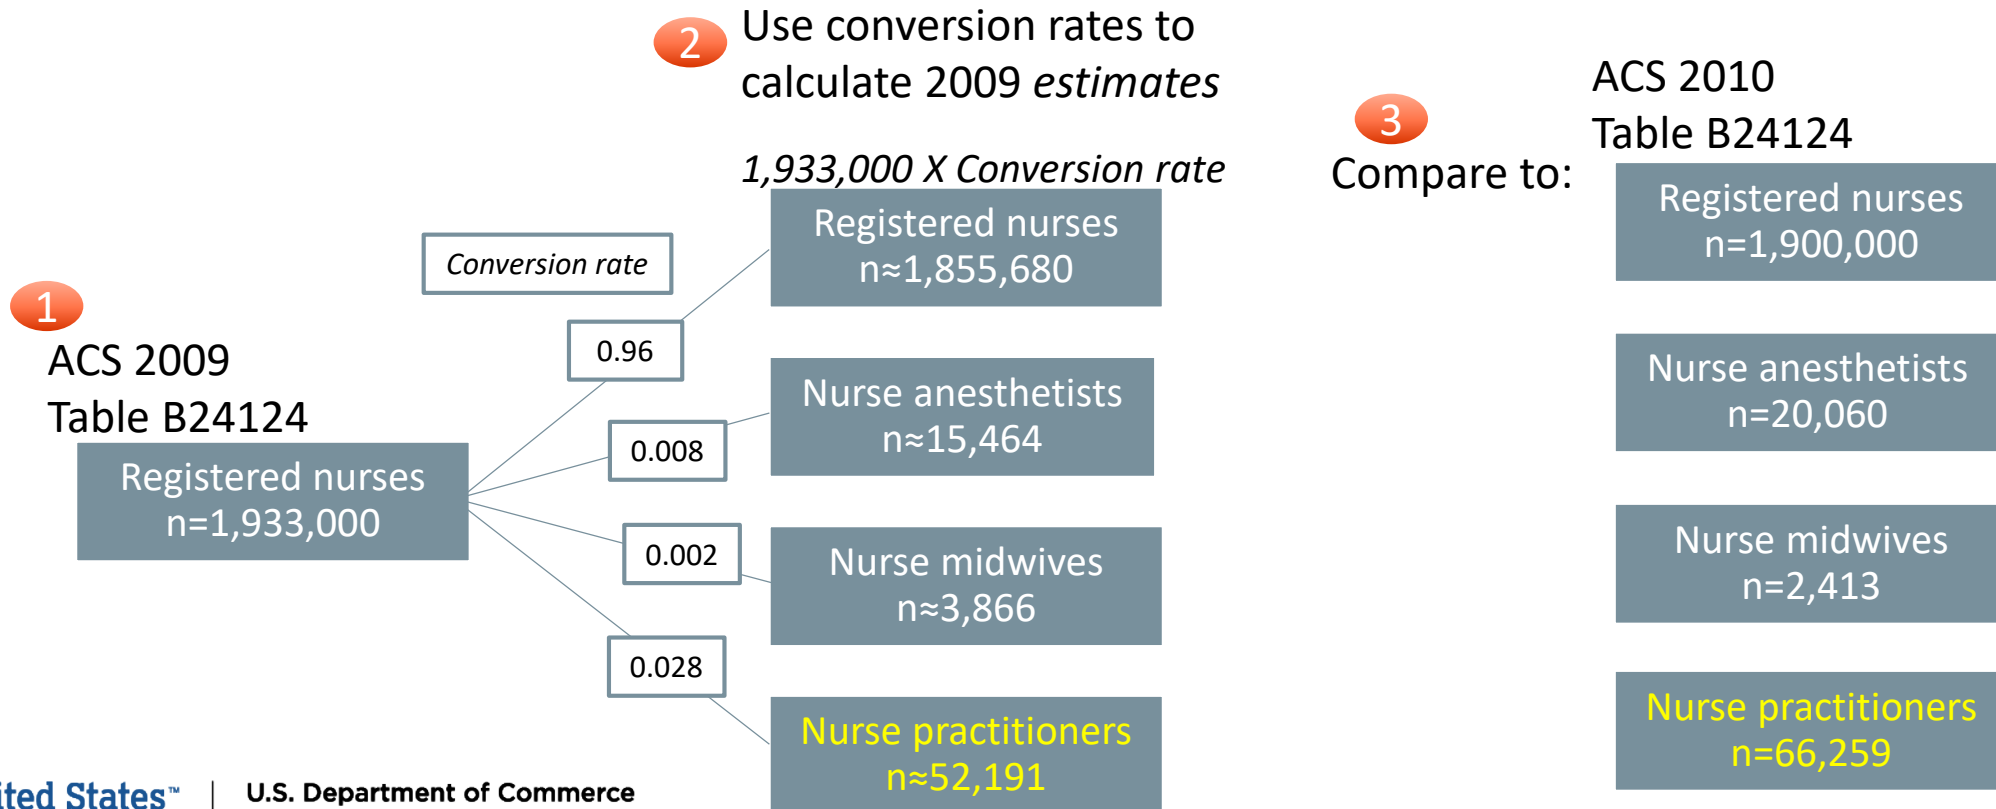 2
Use conversion rates to
calculate 2009 estimates
1,933,000 X Conversion rate
3
Compare to:
ACS 2010
Table B24124
1
ACS 2009
Table B24124
Registered nurses
n=1,933,000
Conversion rate
0.96
0.008
0.002
0.028
Registered nurses
n≈1,855,680
Nurse anesthetists
n≈15,464
Nurse midwives
n≈3,866
Nurse practitioners
n≈52,191
Registered nurses
n=1,900,000
Nurse anesthetists
n=20,060
Nurse midwives
n=2,413
Nurse practitioners
n=66,259
ited States™ | U.S. Department of Commerce